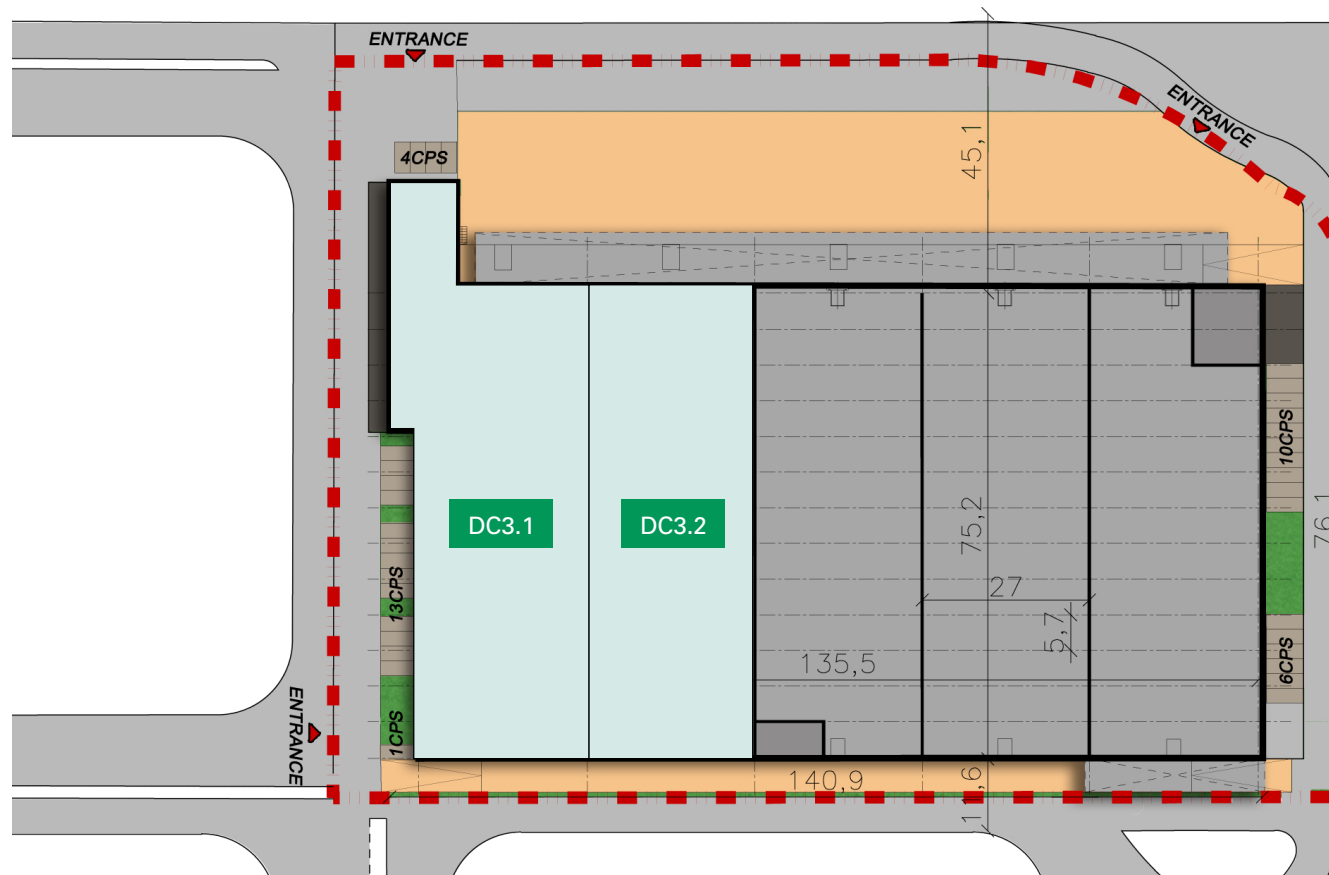 ENTRANCE
ENTRANCE
45,1
4CPS
10CPS
DC3.1
DC3.2
75,2
76,1
27
13CPS
5,7
135,5
6CPS
ENTRANCE
1CPS
140,9
11,6